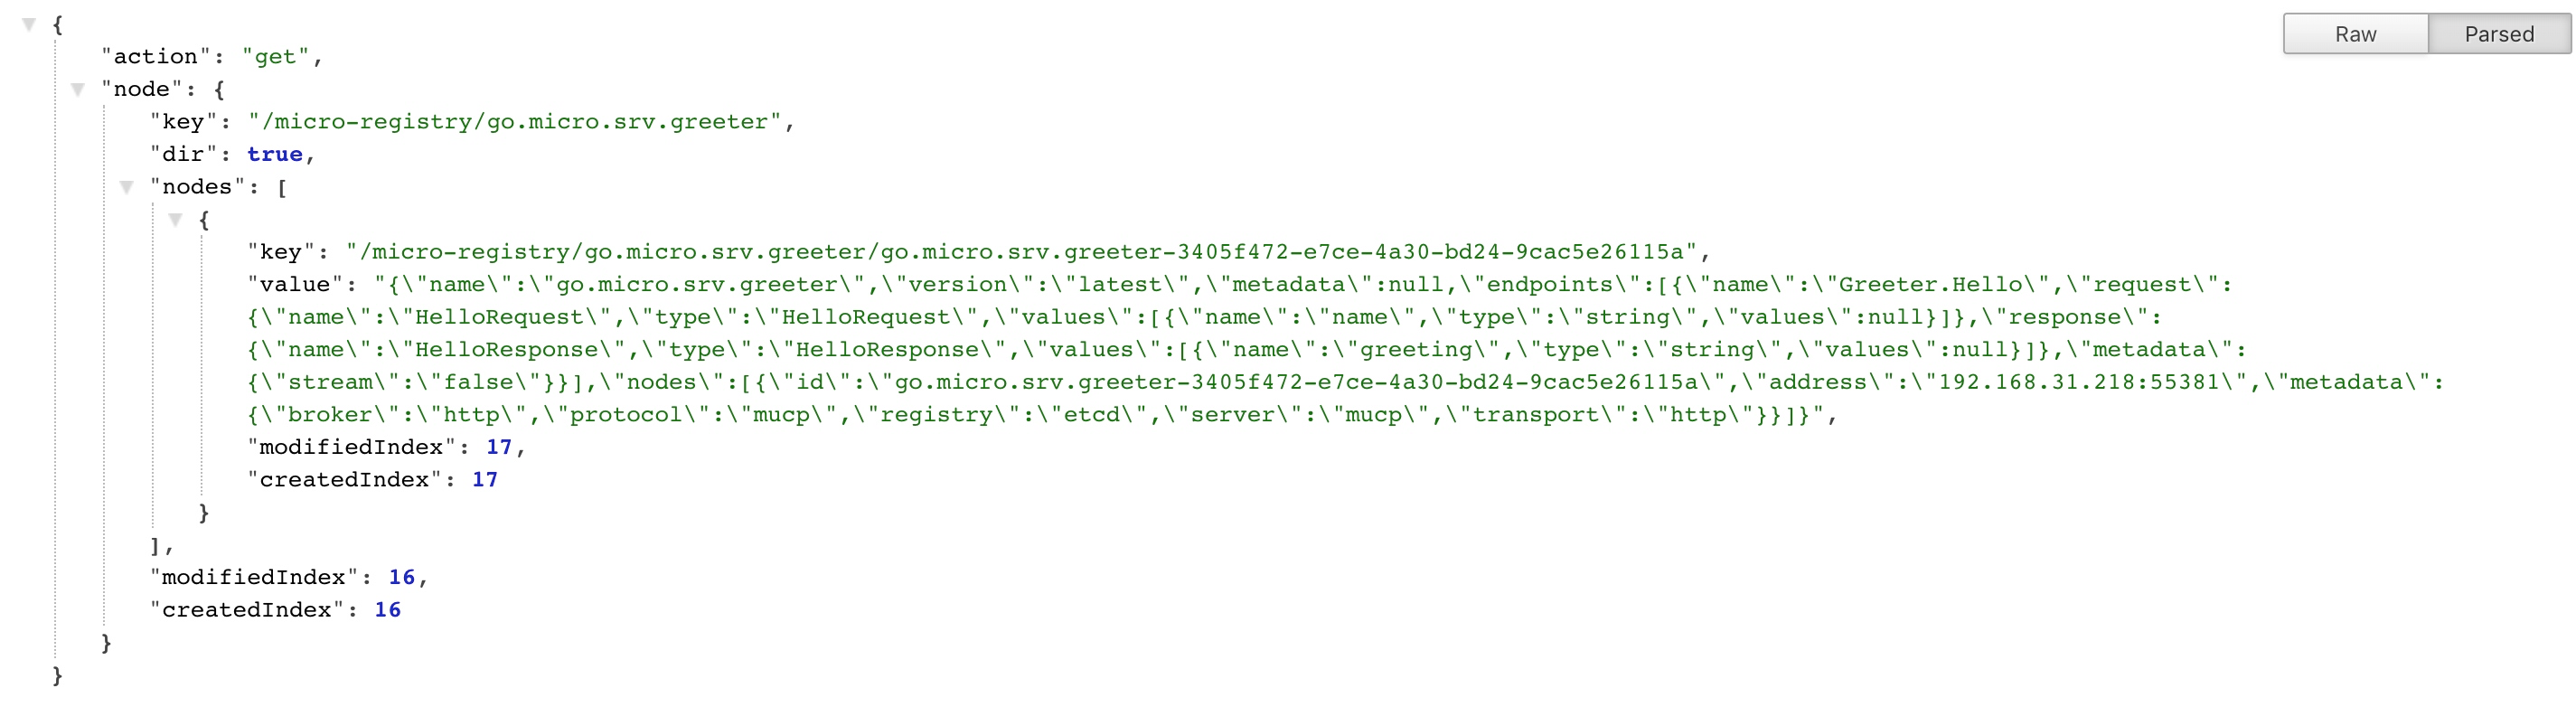 {
Raw Parsed
"action": "get",
"node": {
"key": "/micro-registry/go.micro.srv.greeter",
"dir": true,
"nodes": [
{
"key": "/micro-registry/go.micro.srv.greeter/go.micro.srv.greeter-3405f472-e7ce-4a30-bd24-9cac5e26115a",
"value": "{\"name\":\"go.micro.srv.greeter\",\"version\":\"latest\",\"metadata\":null,\"endpoints\":[{\"name\":\"Greeter.Hello\",\"request\":
{\"name\":\"HelloRequest\",\"type\":\"HelloRequest\",\"values\":[{\"name\":\"name\",\"type\":\"string\",\"values\":null}]},\"response\":
{\"name\":\"HelloResponse\",\"type\":\"HelloResponse\",\"values\":[{\"name\":\"greeting\",\"type\":\"string\",\"values\":null}]},\"metadata\":
{\"stream\":\"false\"}}],\"nodes\":[{\"id\":\"go.micro.srv.greeter-3405f472-e7ce-4a30-bd24-9cac5e26115a\",\"address\":\"192.168.31.218:55381\",\"metadata\":
{\"broker\":\"http\",\"protocol\":\"mucp\",\"registry\":\"etcd\",\"server\":\"mucp\",\"transport\":\"http\"}}]}",
"modifiedIndex": 17,
"createdIndex": 17
}
],
"modifiedIndex": 16,
"createdIndex": 16
}
}